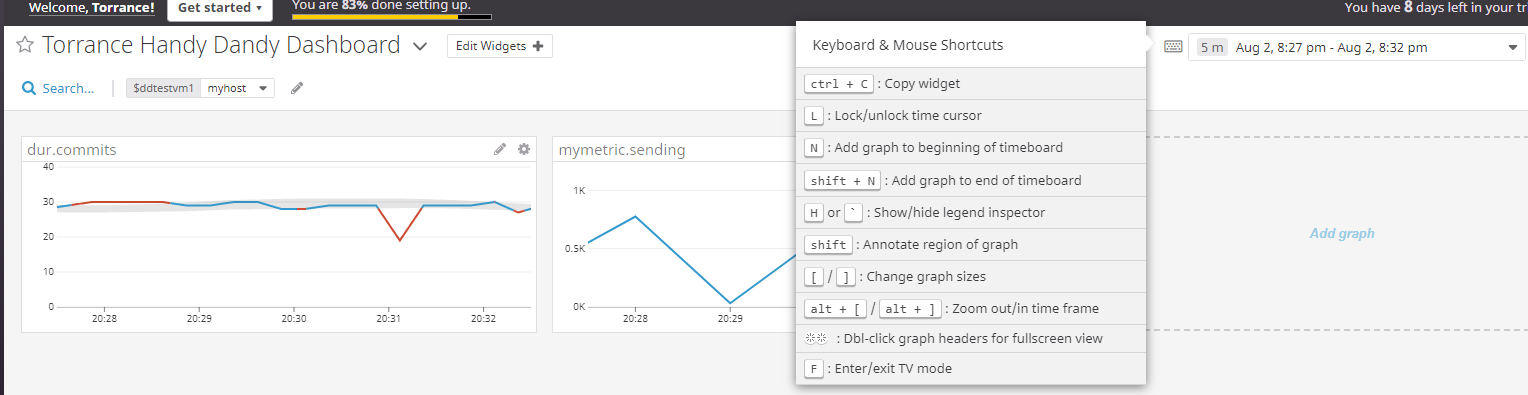 Welcome, Torrance!
Get started
You are 83% done setting up.
You have 8 days left in your tri
Torrance Handy Dandy Dashboard
Edit Widgets +
5 m Aug 2, 8:27 pm - Aug 2, 8:32 pm
Search...
$ddtestvm1 myhost
Keyboard & Mouse Shortcuts
ctrl + C : Copy widget
L : Lock/unlock time cursor
N : Add graph to beginning of timeboard
shift + N : Add graph to end of timeboard
H or ` : Show/hide legend inspector
shift : Annotate region of graph
[ / ] : Change graph sizes
alt + [ / alt + ] : Zoom out/in time frame
: Dbl-click graph headers for fullscreen view
F : Enter/exit TV mode
dur.commits
40
30
20
10
0
20:28 20:29 20:30 20:31 20:32
mymetric.sending
1K
0.5K
0K
20:28 20:29
Add graph